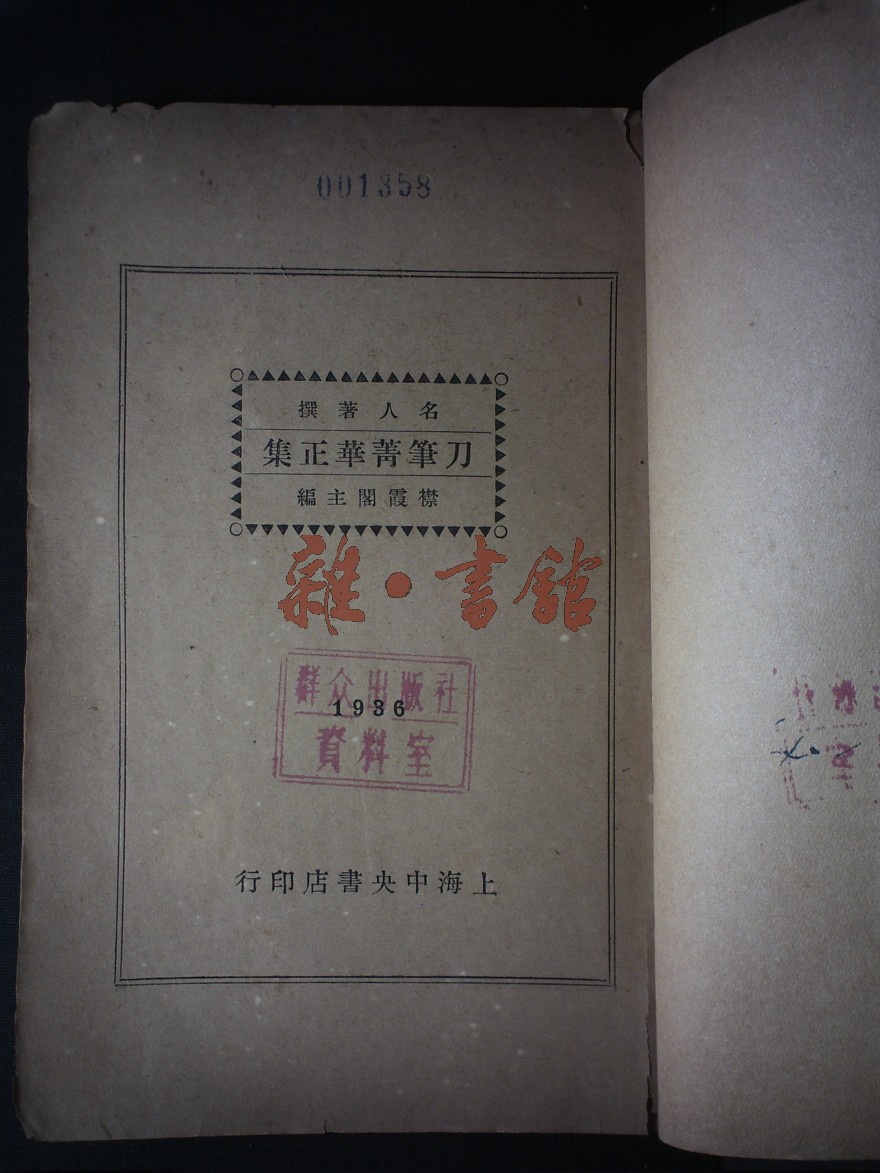 001358
名人著撰
刀筆菁華正集
襟霞閣主編
雜·書館
群众出版社
1936
資料室
上海中央書店印行